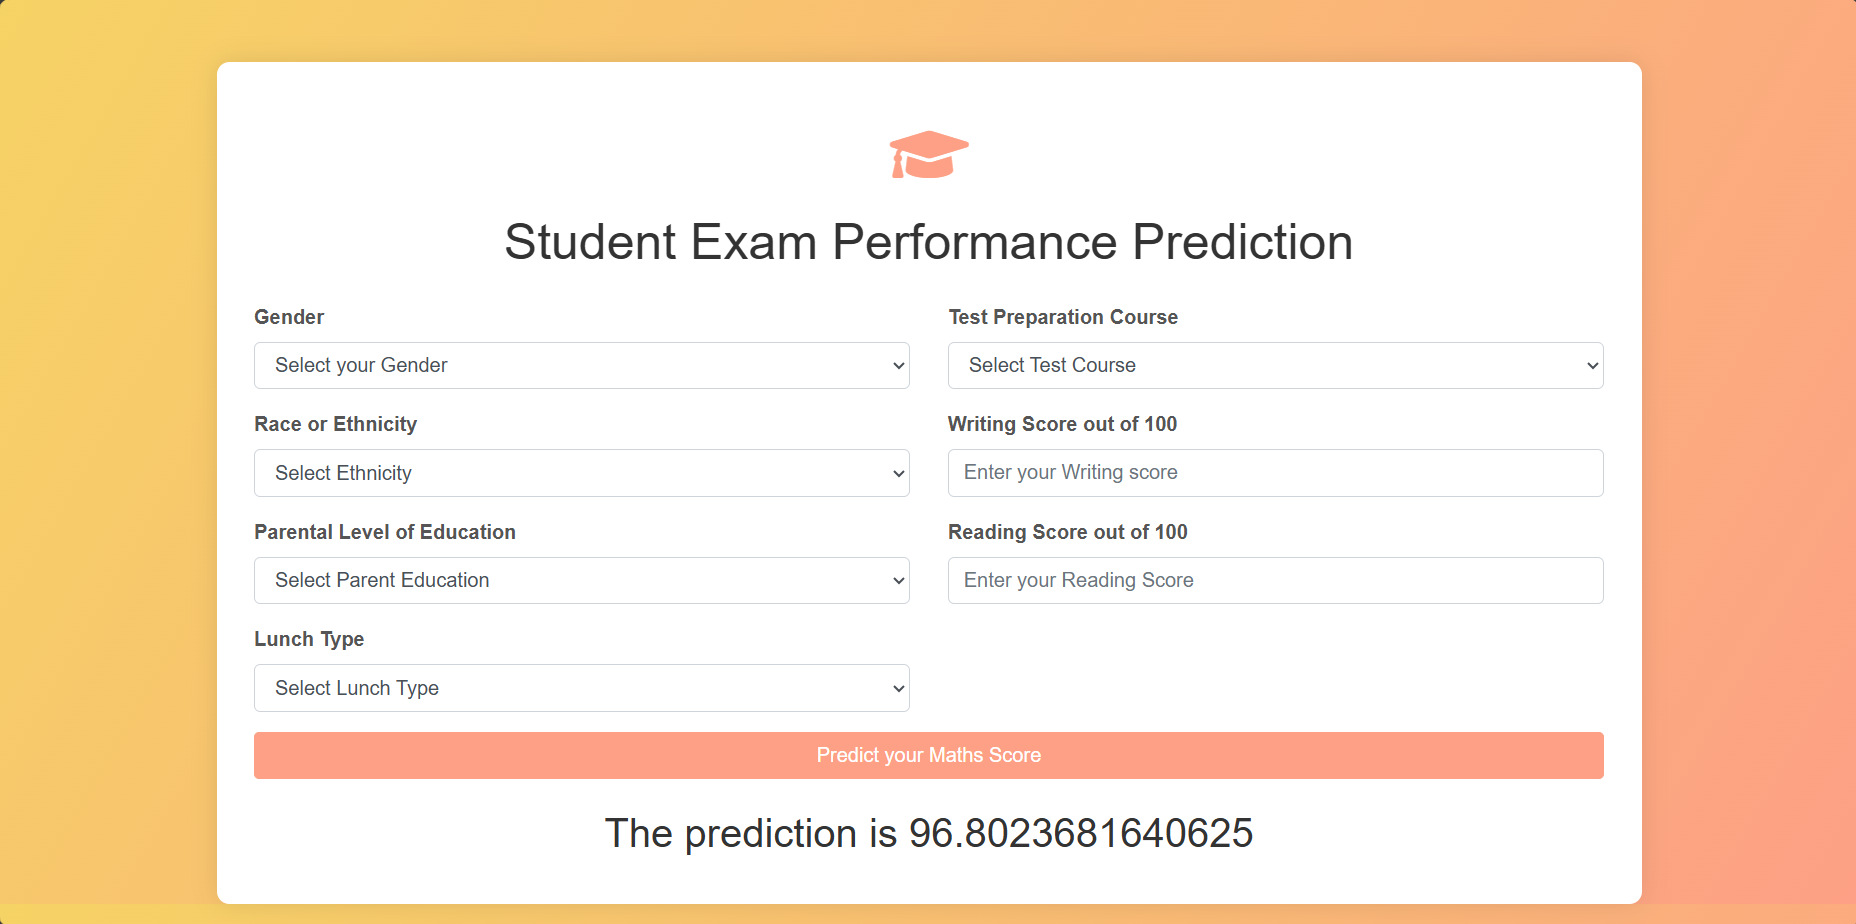 Student Exam Performance Prediction
Gender
Select your Gender
Race or Ethnicity
Select Ethnicity
Parental Level of Education
Select Parent Education
Lunch Type
Select Lunch Type
Test Preparation Course
Select Test Course
Writing Score out of 100
Enter your Writing score
Reading Score out of 100
Enter your Reading Score
Predict your Maths Score
The prediction is 96.8023681640625